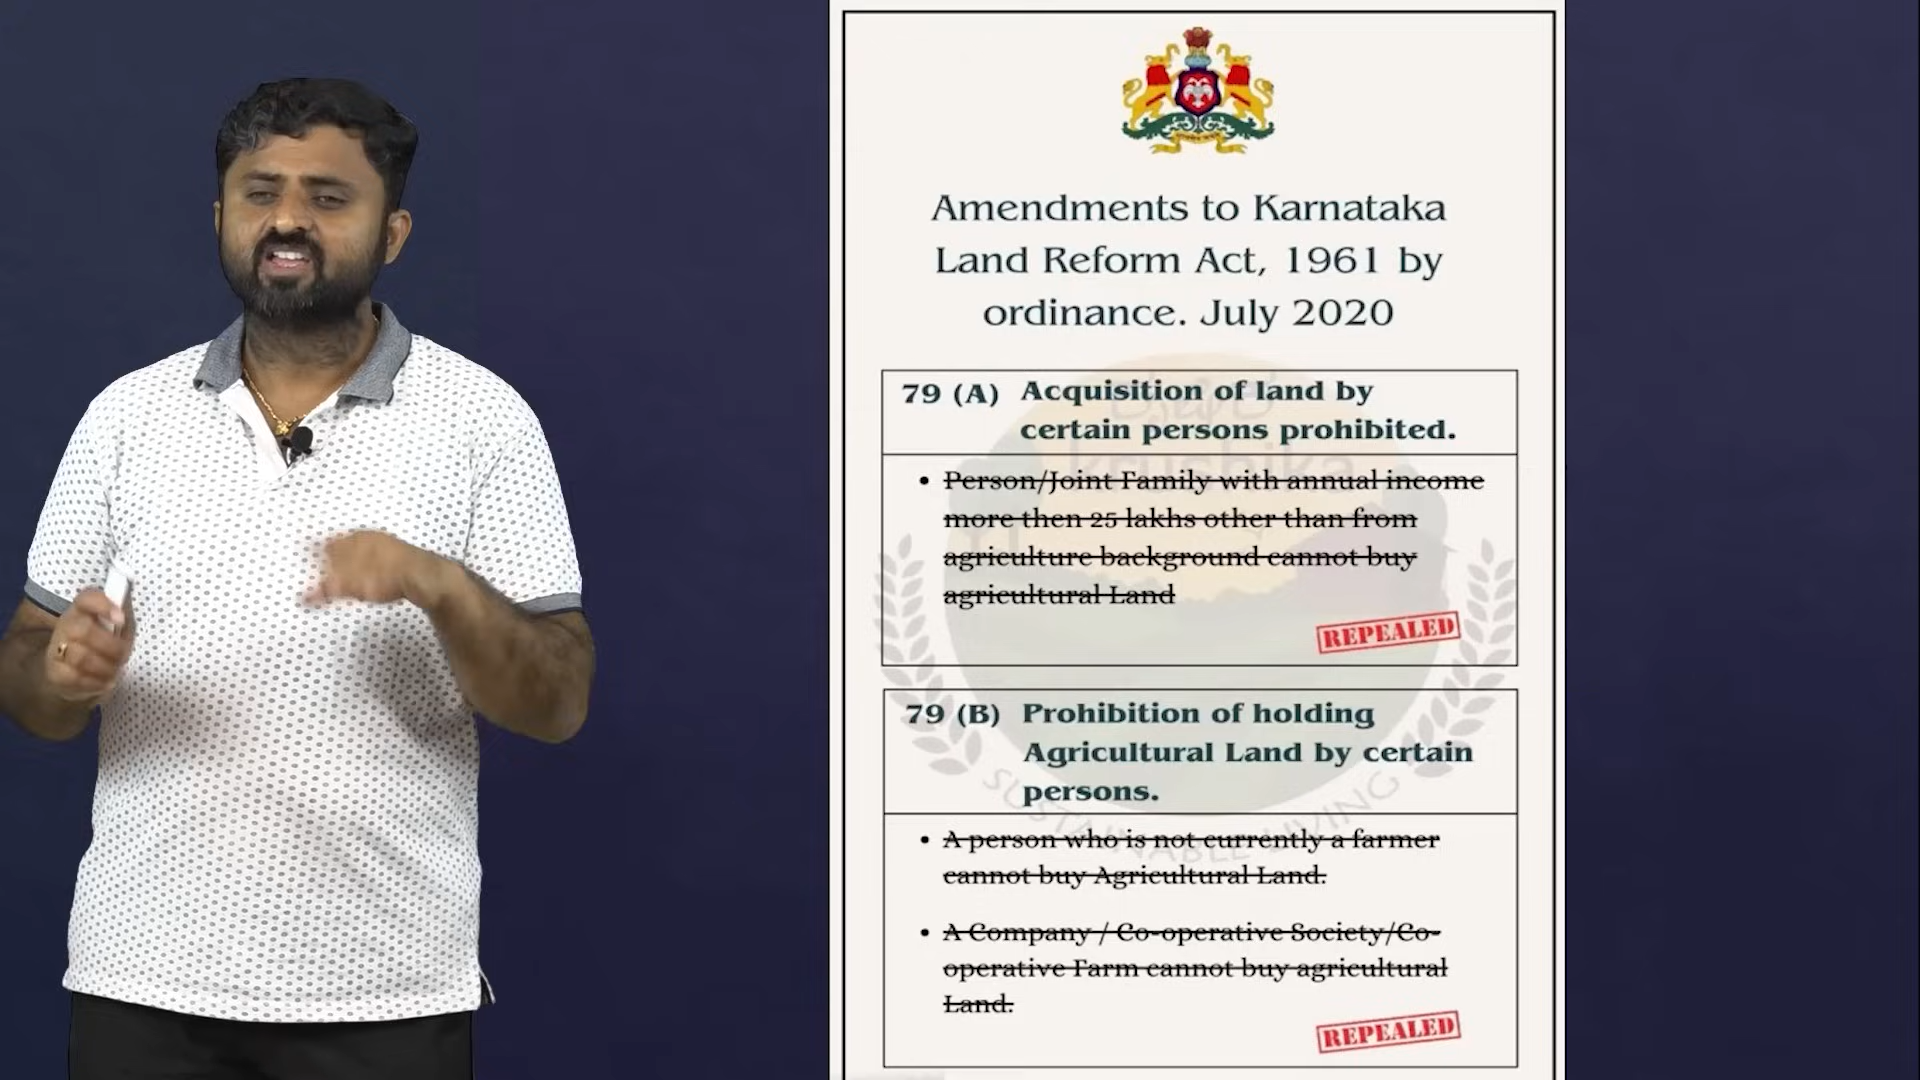 Amendments to Karnataka
Land Reform Act, 1961 by
ordinance. July 2020
79 (A) Acquisition of land by
certain persons prohibited.
krushika
• Person/Joint Family with annual income
more then 25 lakhs other than from
agriculture background cannot buy
agricultural Land
REPEALED
79 (B) Prohibition of holding
Agricultural Land by certain
persons.
SUSTAINABLE LIVING
• A person who is not currently a farmer
cannot buy Agricultural Land.
• A Company / Co-operative Society/Co-
operative Farm cannot buy agricultural
Land.
REPEALED